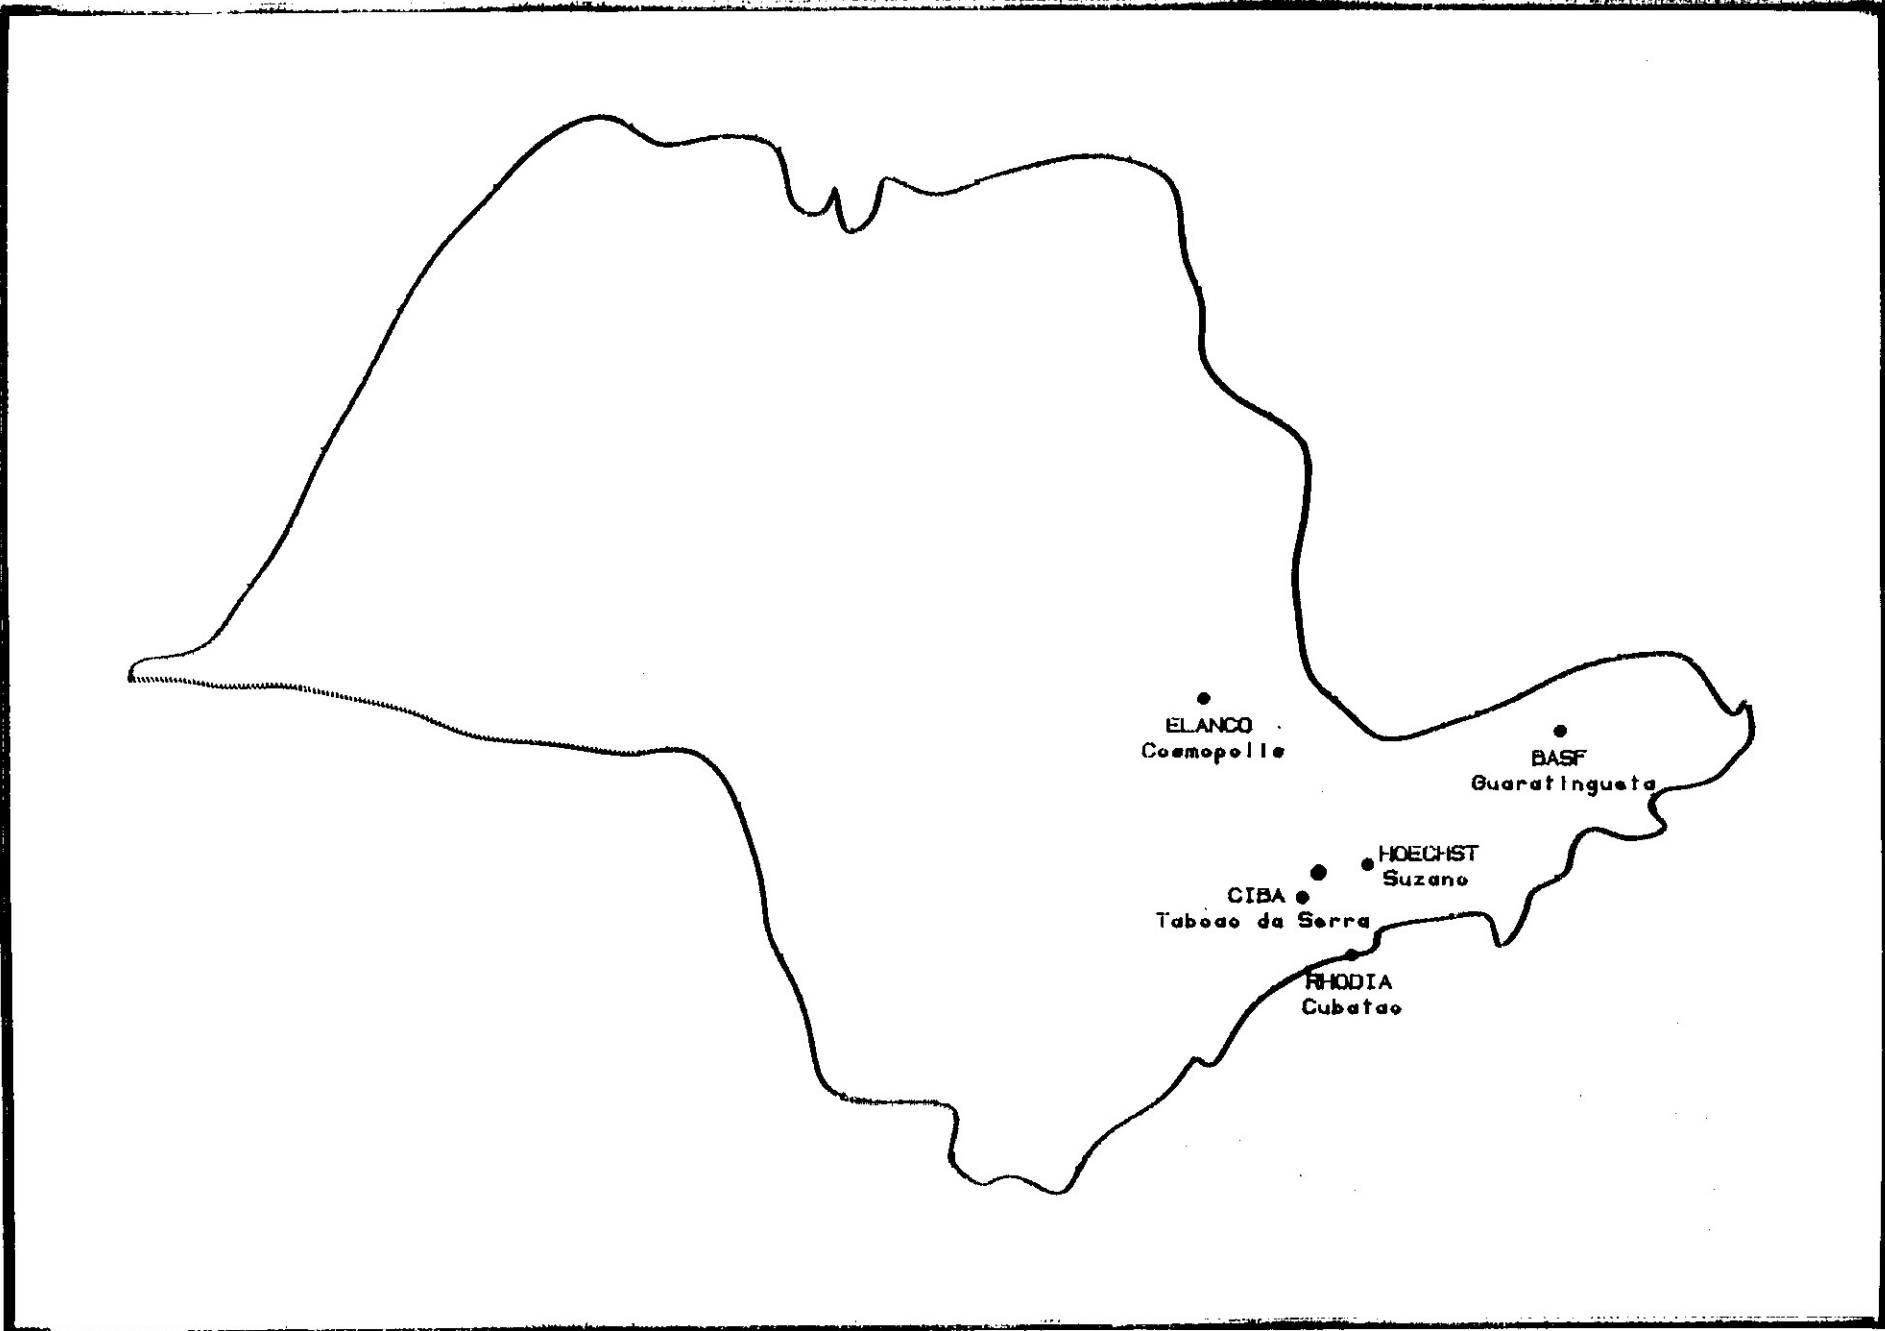 ELANCO
Cosmopolis
BASF
Guaratingueta
HOECHST
Suzano
CIBA
Taboao da Serra
RHODIA
Cubatao